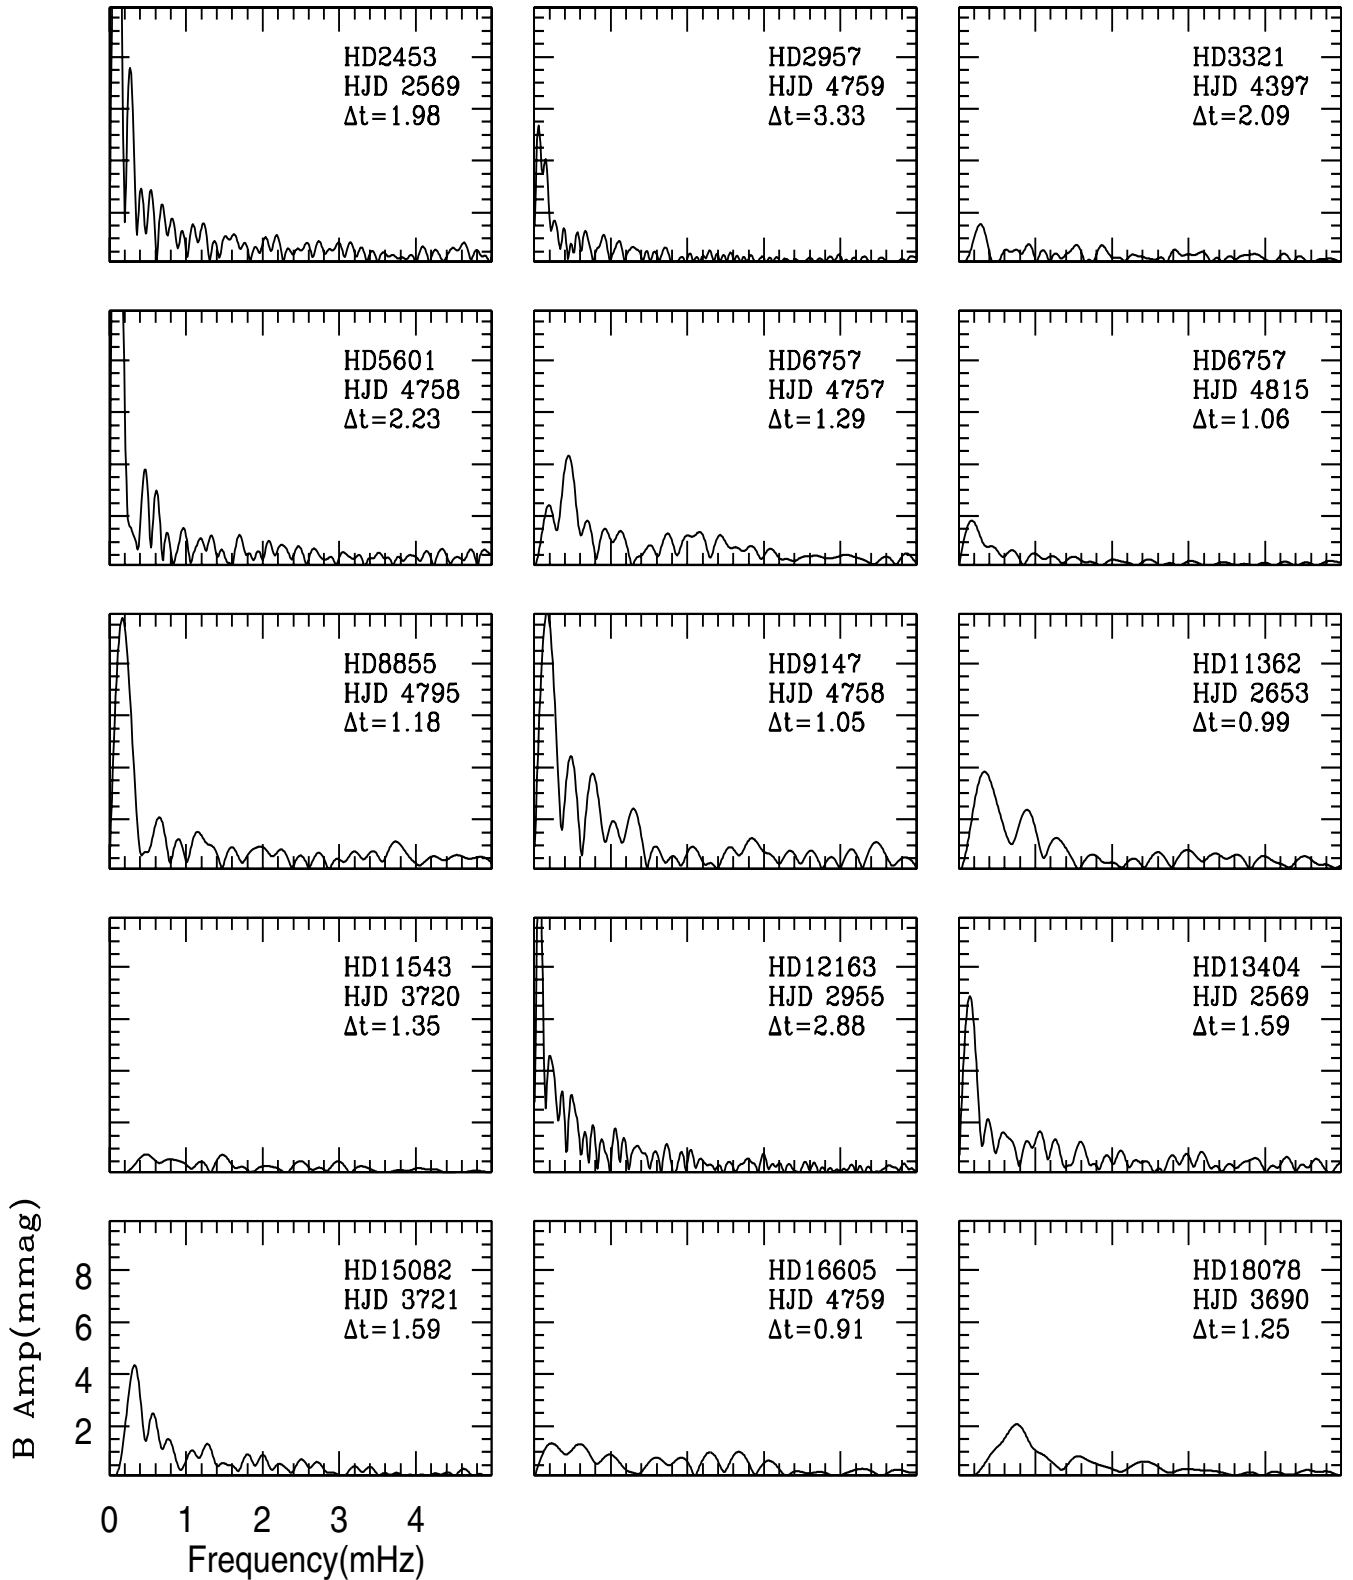 HD2453
HJD 2569
Δt=1.98
HD2957
HJD 4759
Δt=3.33
HD3321
HJD 4397
Δt=2.09
HD5601
HJD 4758
Δt=2.23
HD6757
HJD 4757
Δt=1.29
HD6757
HJD 4815
Δt=1.06
HD8855
HJD 4795
Δt=1.18
HD9147
HJD 4758
Δt=1.05
HD11362
HJD 2653
Δt=0.99
HD11543
HJD 3720
Δt=1.35
HD12163
HJD 2955
Δt=2.88
HD13404
HJD 2569
Δt=1.59
HD15082
HJD 3721
Δt=1.59
HD16605
HJD 4759
Δt=0.91
HD18078
HJD 3690
Δt=1.25
B Amp(mmag)
8
6
4
2
0 1 2 3 4
Frequency(mHz)